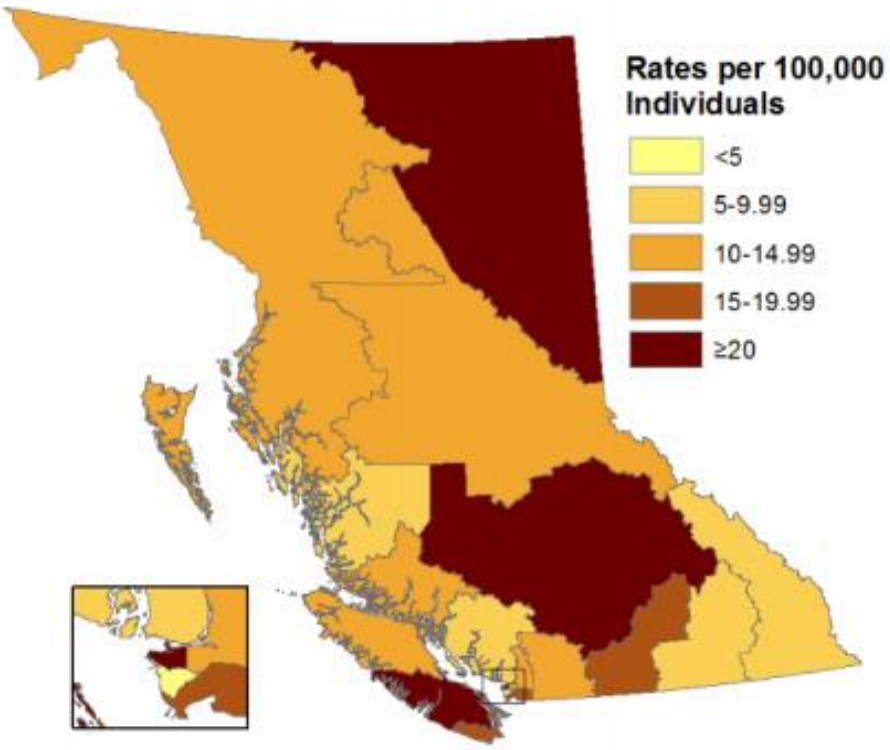 Rates per 100,000
Individuals
<5
5-9.99
10-14.99
15-19.99
≥20